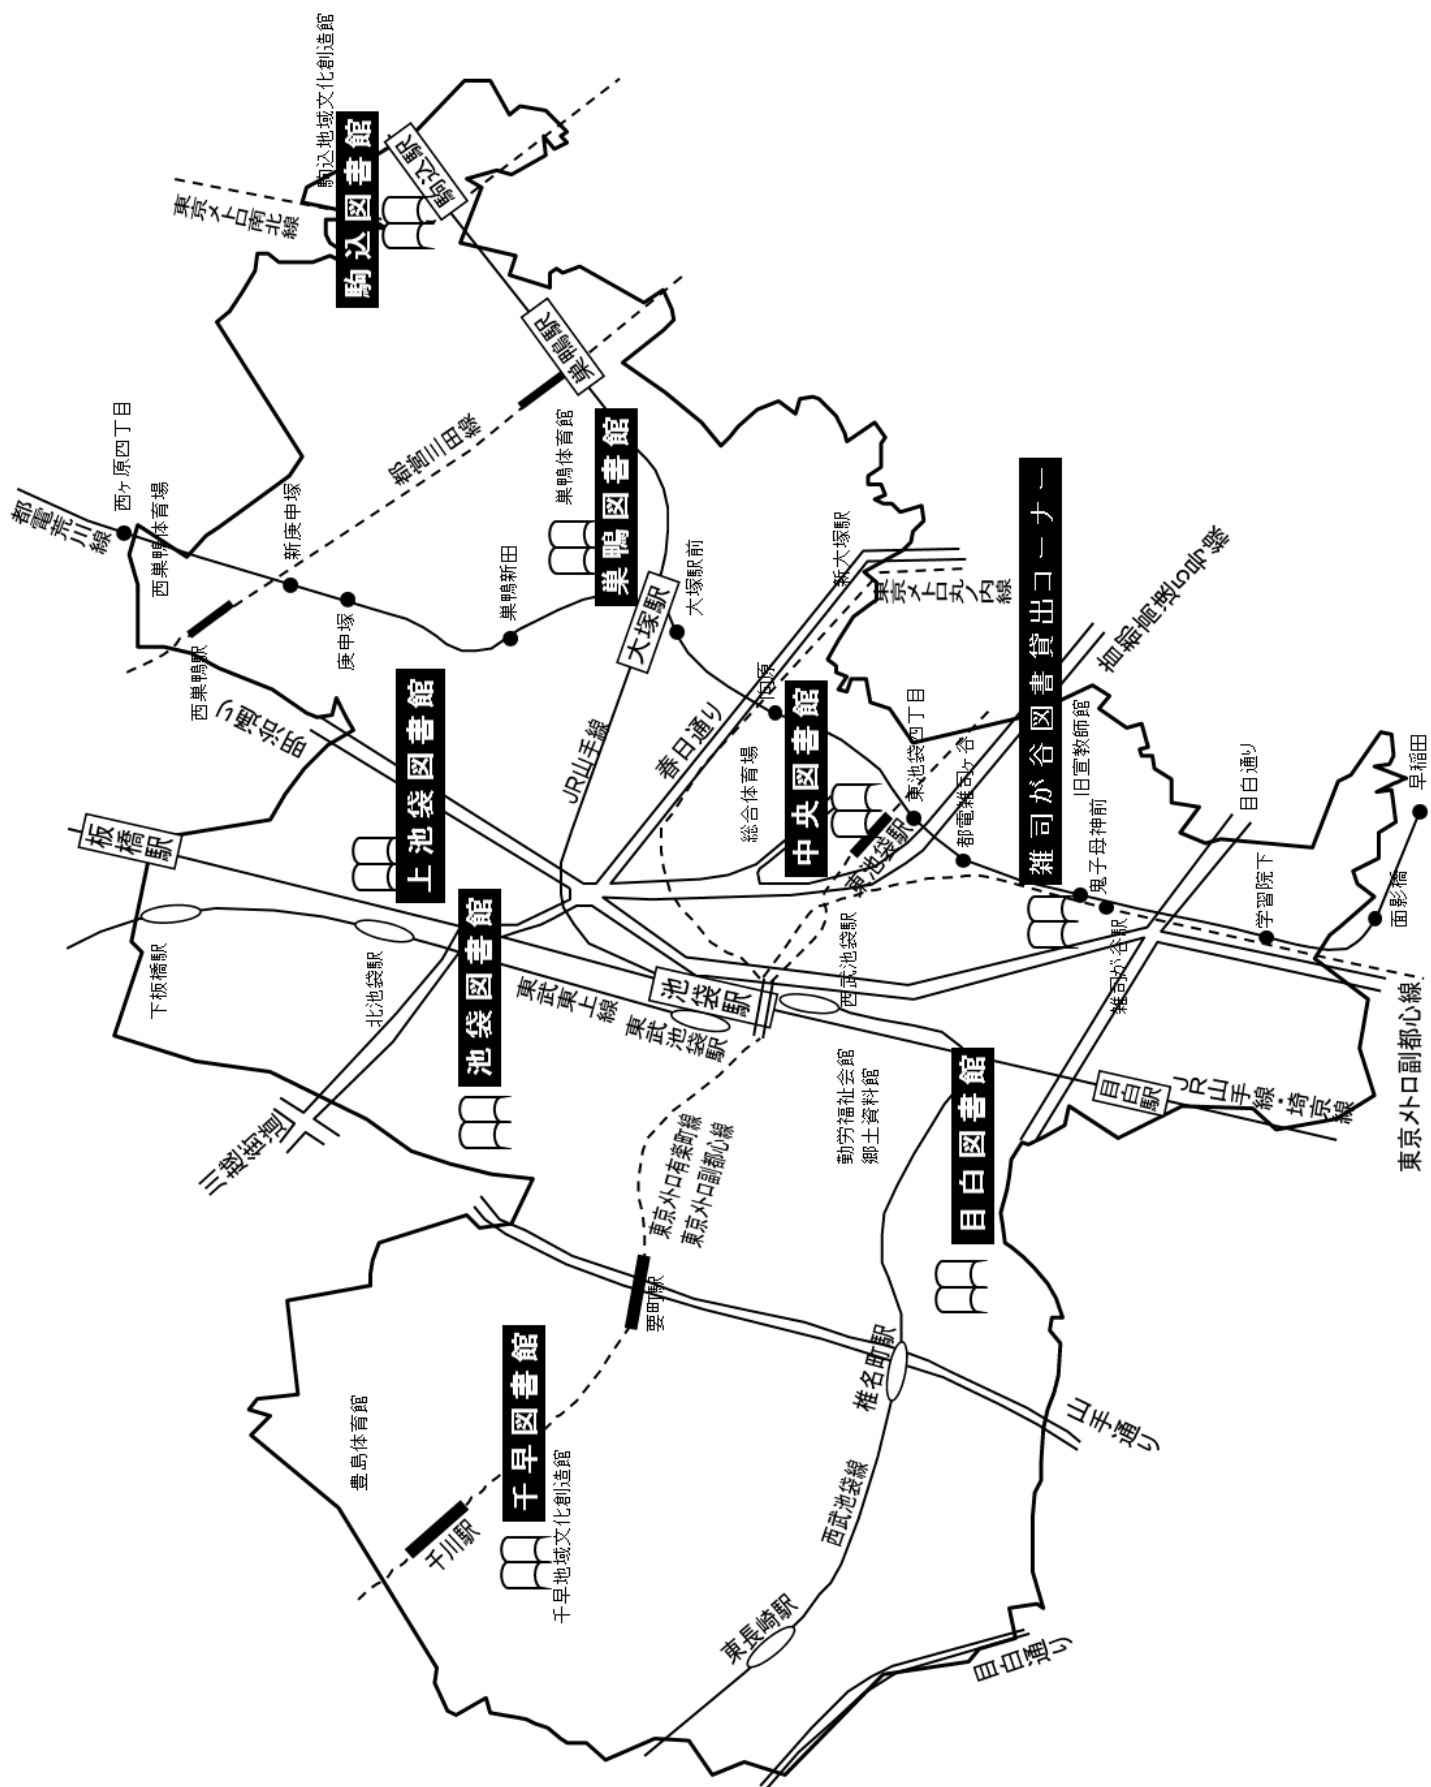 駒込地域文化創造館
駒込図書館
駒込駅
東京メトロ南北線
巣鴨駅
都営三田線
巣鴨体育館
巣鴨図書館
西ヶ原四丁目
都電荒川線
西巣鴨体育場
新庚申塚
庚申塚
巣鴨新田
西巣鴨駅
大塚駅
大塚駅前
新大塚駅
東京メトロ丸ノ内線
明治通り
上池袋図書館
JR山手線
春日通り
向原
総合体育場
中央図書館
東池袋四丁目
都電雑司ヶ谷
東池袋駅
雑司が谷図書貸出コーナー
旧宣教師館
首都高速5号線
鬼子母神前
雑司が谷駅
目白通り
学習院下
面影橋
早稲田
東京メトロ副都心線
板橋駅
下板橋駅
北池袋駅
池袋図書館
東武東上線
東武池袋駅
池袋駅
西武池袋駅
川越街道
勤労福祉会館
郷土資料館
目白図書館
目白駅
JR山手線・埼京線
東京メトロ有楽町線
東京メトロ副都心線
要町駅
千早図書館
千早地域文化創造館
豊島体育館
千川駅
椎名町駅
山手通り
西武池袋線
東長崎駅
目白通り